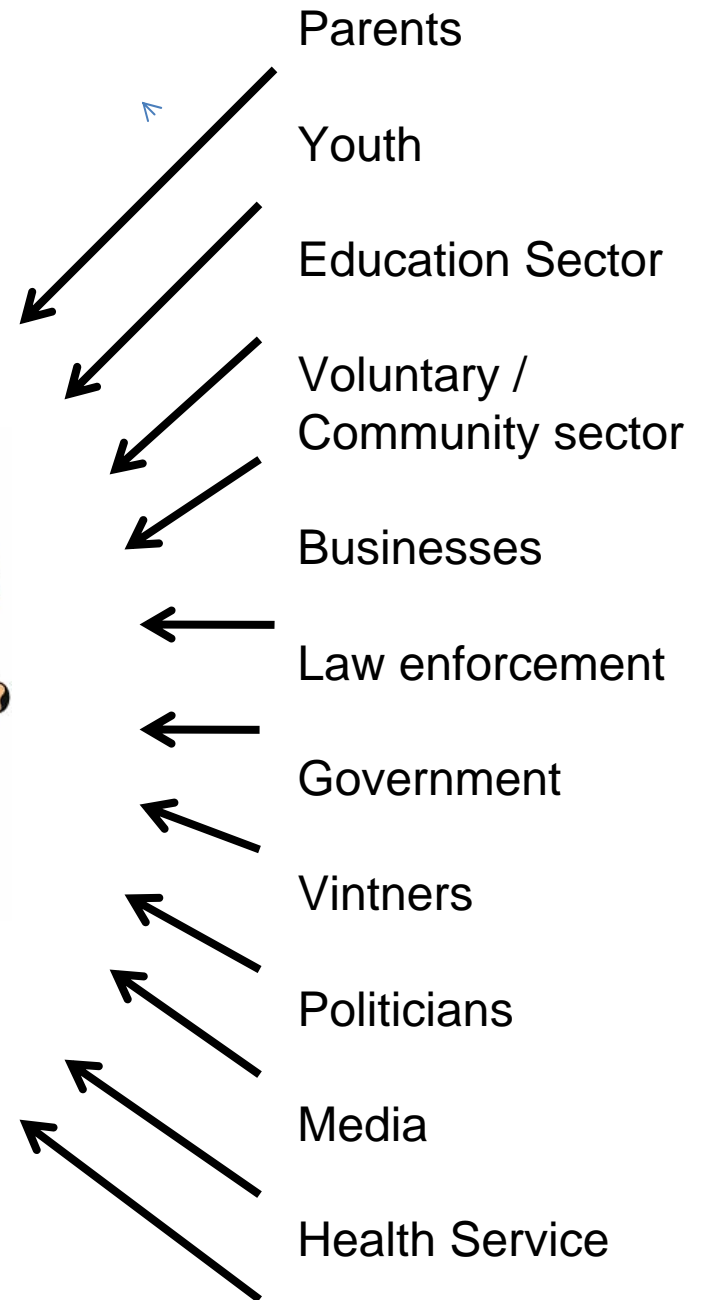 Parents
Youth
Education Sector
Voluntary /
Community sector
Businesses
Law enforcement
Government
Vintners
Politicians
Media
Health Service